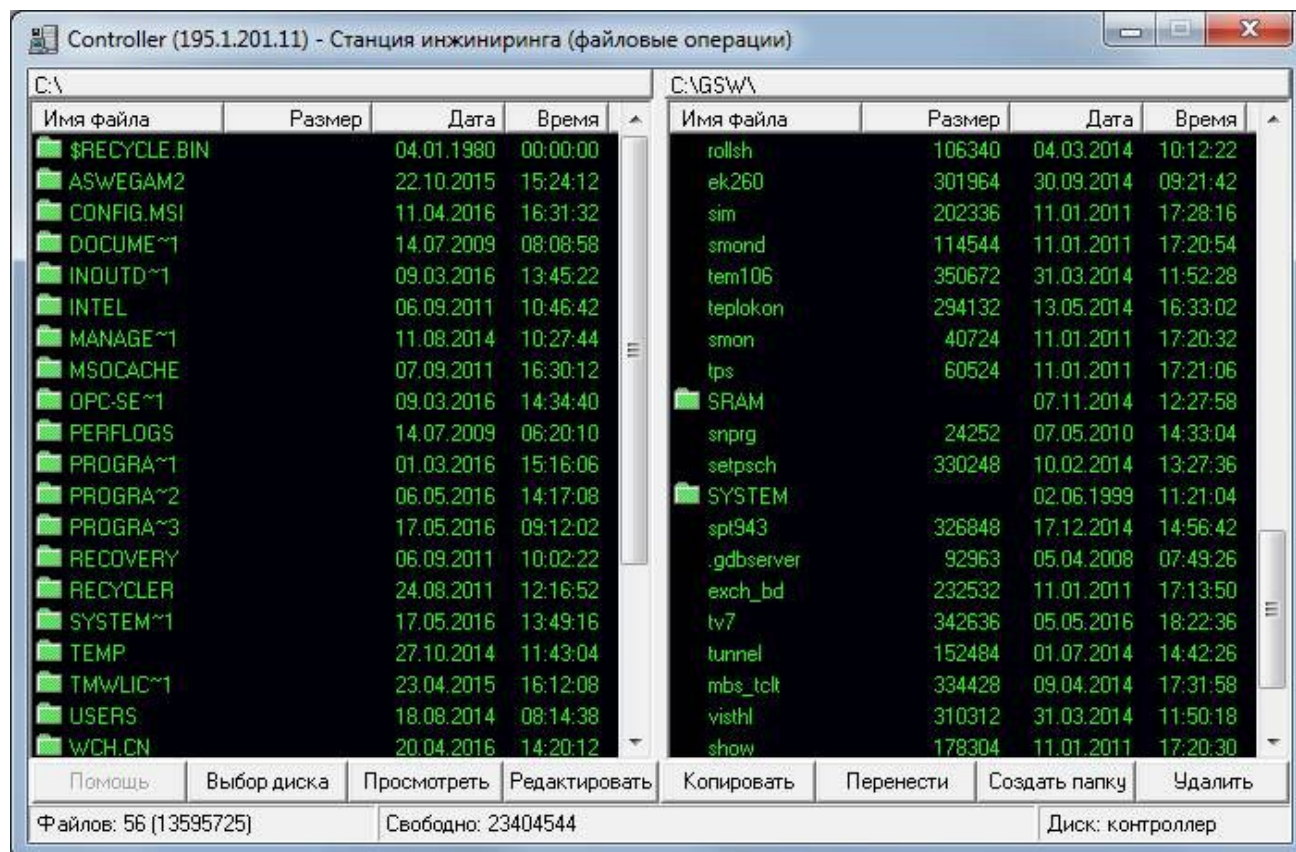 Controller (195.1.201.11) - Станция инжиниринга (файловые операции)
C:\ C:\GSW\
Имя файла Размер Дата Время Имя файла Размер Дата Время
$RECYCLE.BIN 04.01.1980 00:00:00 rollsh 106340 04.03.2014 10:12:22
ASWEGAM2 22.10.2015 15:24:12 ek260 301964 30.09.2014 09:21:42
CONFIG.MSI 11.04.2016 16:31:32 sim 202336 11.01.2011 17:28:16
DOCUME~1 14.07.2009 08:08:58 smond 114544 11.01.2011 17:20:54
INOUTD~1 09.03.2016 13:45:22 tem106 350672 31.03.2014 11:52:28
INTEL 06.09.2011 10:46:42 teplokon 294132 13.05.2014 16:33:02
MANAGE~1 11.08.2014 10:27:44 smon 40724 11.01.2011 17:20:32
MSOCACHE 07.09.2011 16:30:12 tps 60524 11.01.2011 17:21:06
OPC-SE~1 09.03.2016 14:34:40 SRAM 07.11.2014 12:27:58
PERFLOGS 14.07.2009 06:20:10 snprg 24252 07.05.2010 14:33:04
PROGRA~1 01.03.2016 15:16:06 setpsch 330248 10.02.2014 13:27:36
PROGRA~2 06.05.2016 14:17:08 SYSTEM 02.06.1999 11:21:04
PROGRA~3 17.05.2016 09:12:02 spt943 326848 17.12.2014 14:56:42
RECOVERY 06.09.2011 10:02:22 .gdbserver 92963 05.04.2008 07:49:26
RECYCLER 24.08.2011 12:16:52 exch_bd 232532 11.01.2011 17:13:50
SYSTEM~1 17.05.2016 13:49:16 tv7 342636 05.05.2016 18:22:36
TEMP 27.10.2014 11:43:04 tunnel 152484 01.07.2014 14:42:26
TMWLIC~1 23.04.2015 16:12:08 mbs_tclt 334428 09.04.2014 17:31:58
USERS 18.08.2014 08:14:38 visthl 310312 31.03.2014 11:50:18
WCH.CN 20.04.2016 14:20:12 show 178304 11.01.2011 17:20:30
Помощь Выбор диска Просмотреть Редактировать Копировать Перенести Создать папку Удалить
Файлов: 56 (13595725) Свободно: 23404544 Диск: контроллер